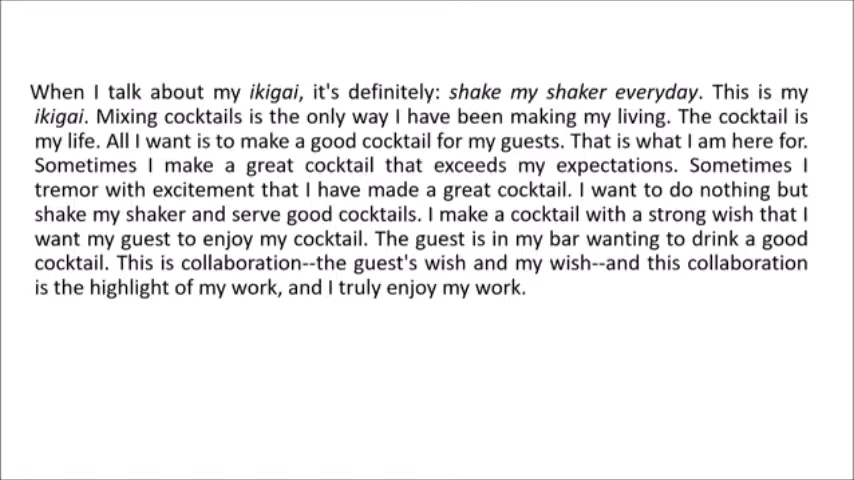 When I talk about my ikigai, it's definitely: shake my shaker everyday. This is my
ikigai. Mixing cocktails is the only way I have been making my living. The cocktail is
my life. All I want is to make a good cocktail for my guests. That is what I am here for.
Sometimes I make a great cocktail that exceeds my expectations. Sometimes I
tremor with excitement that I have made a great cocktail. I want to do nothing but
shake my shaker and serve good cocktails. I make a cocktail with a strong wish that I
want my guest to enjoy my cocktail. The guest is in my bar wanting to drink a good
cocktail. This is collaboration--the guest's wish and my wish--and this collaboration
is the highlight of my work, and I truly enjoy my work.